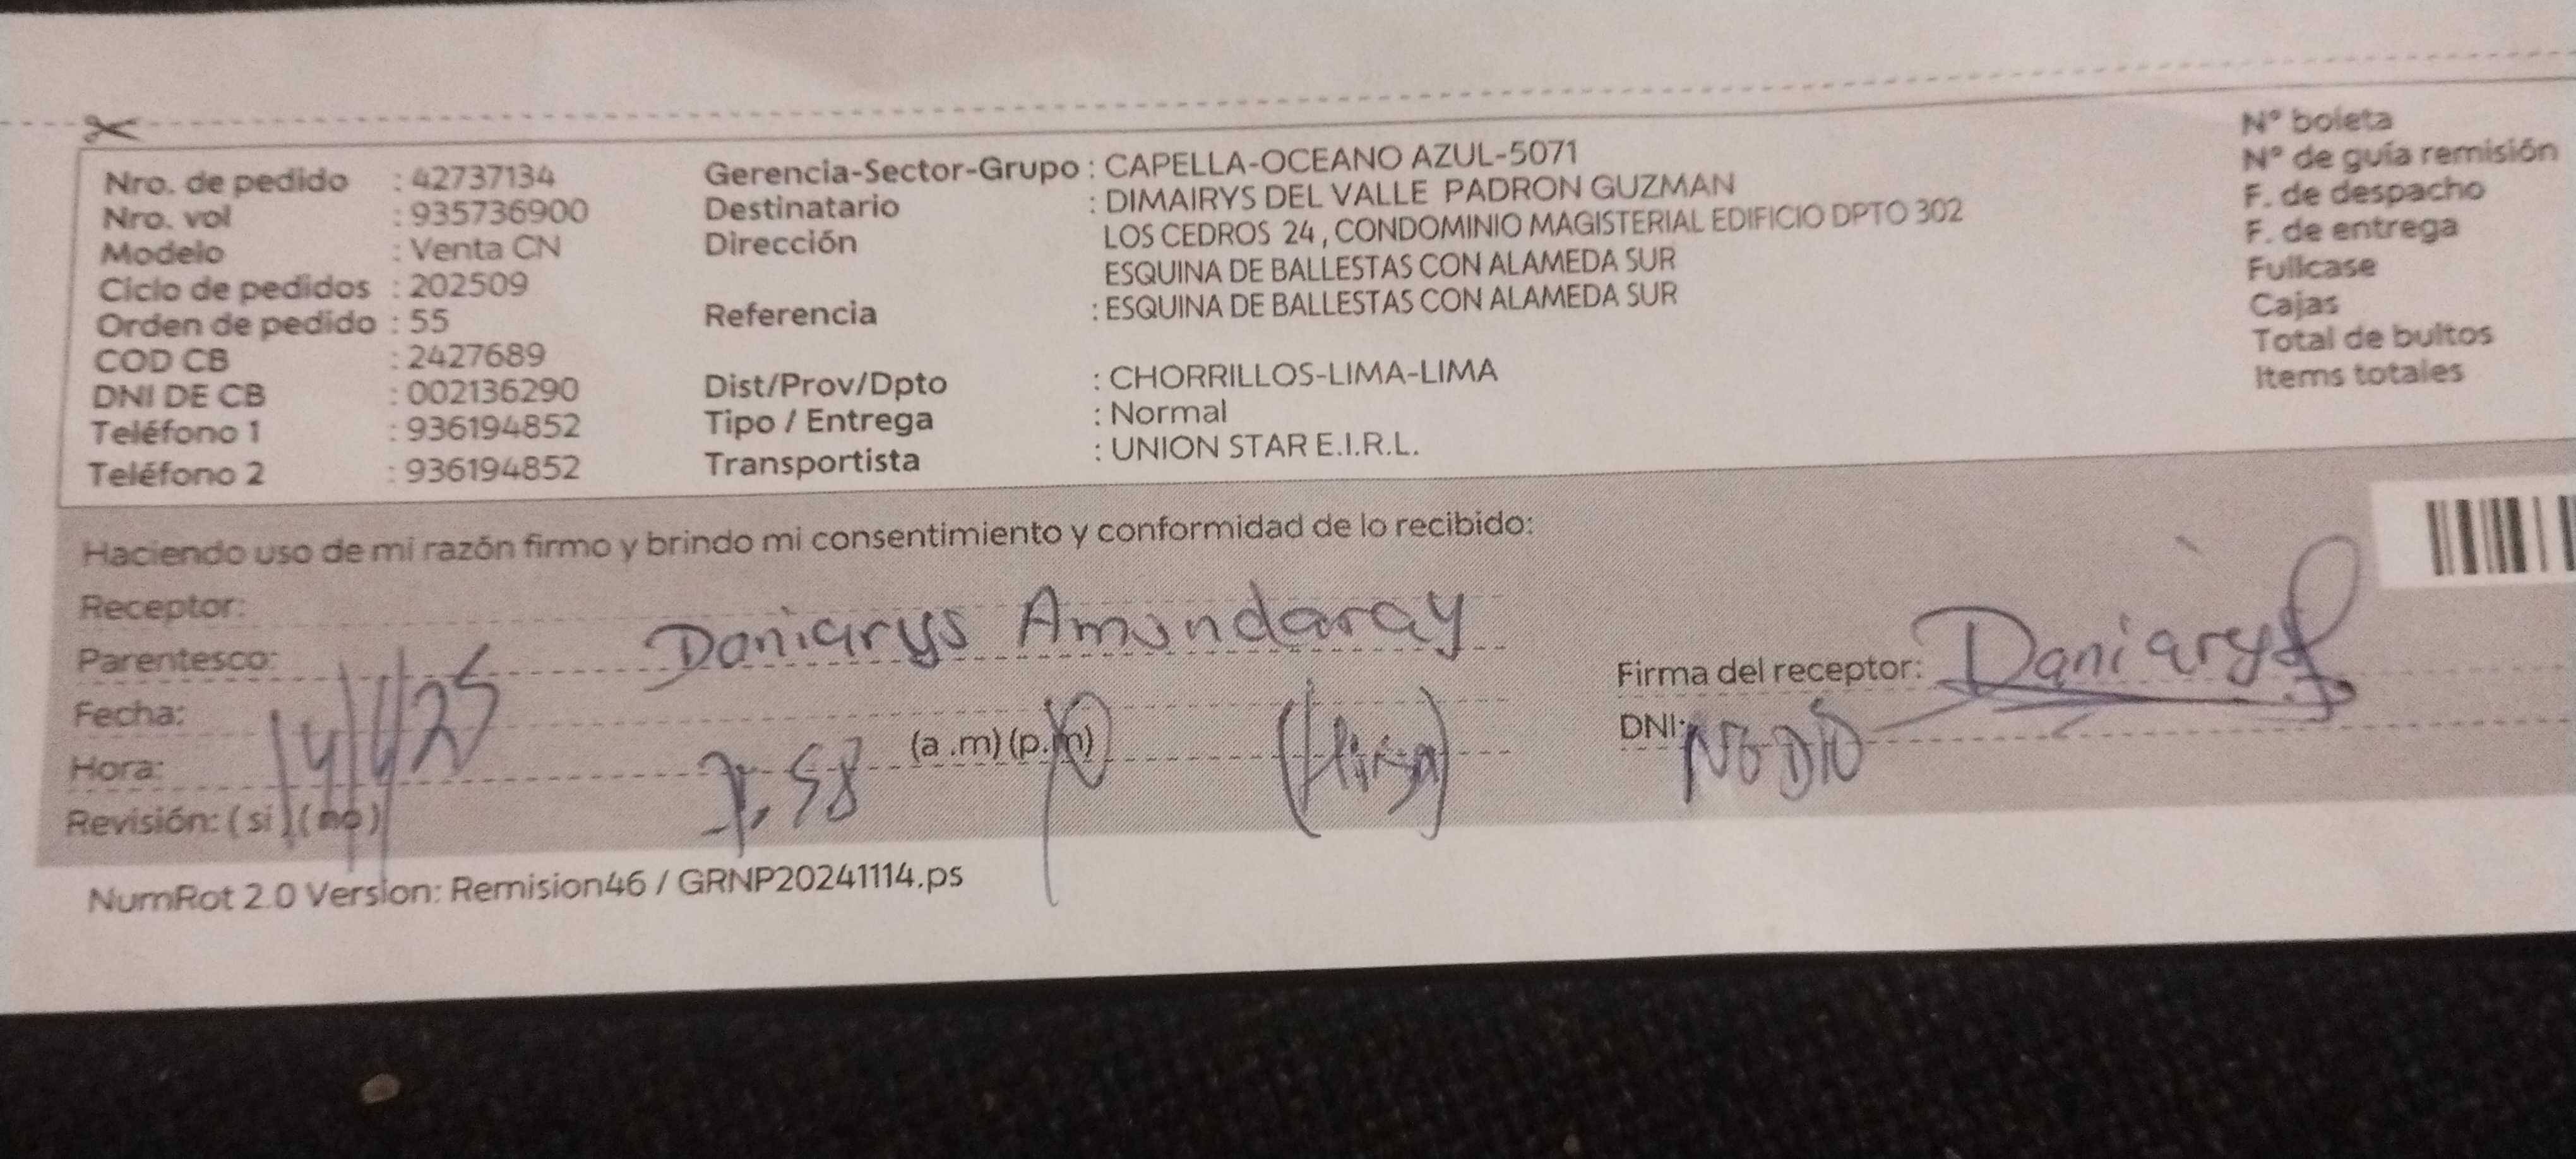 Nro. de pedido : 42737134 Gerencia-Sector-Grupo : CAPELLA-OCEANO AZUL-5071 N° boleta
Nro. vol : 935736900 Destinatario : DIMAIRYS DEL VALLE PADRON GUZMAN N° de guía remisión
Modelo : Venta CN Dirección LOS CEDROS 24 , CONDOMINIO MAGISTERIAL EDIFICIO DPTO 302 F. de despacho
ESQUINA DE BALLESTAS CON ALAMEDA SUR F. de entrega
Ciclo de pedidos : 202509 Fullcase
Orden de pedido : 55 Referencia : ESQUINA DE BALLESTAS CON ALAMEDA SUR Cajas
COD CB : 2427689 Total de bultos
DNI DE CB : 002136290 Dist/Prov/Dpto : CHORRILLOS-LIMA-LIMA Items totales
Teléfono 1 : 936194852 Tipo / Entrega : Normal
Teléfono 2 : 936194852 Transportista : UNION STAR E.I.R.L.
Haciendo uso de mi razón firmo y brindo mi consentimiento y conformidad de lo recibido:
Receptor:
Parentesco: Daniarys Amundaray Firma del receptor: Daniarys
Fecha: DNI: NO DIO
Hora: (a .m) (p.m)
Revisión: ( si ) ( no )
NumRot 2.0 Version: Remision46 / GRNP20241114.ps